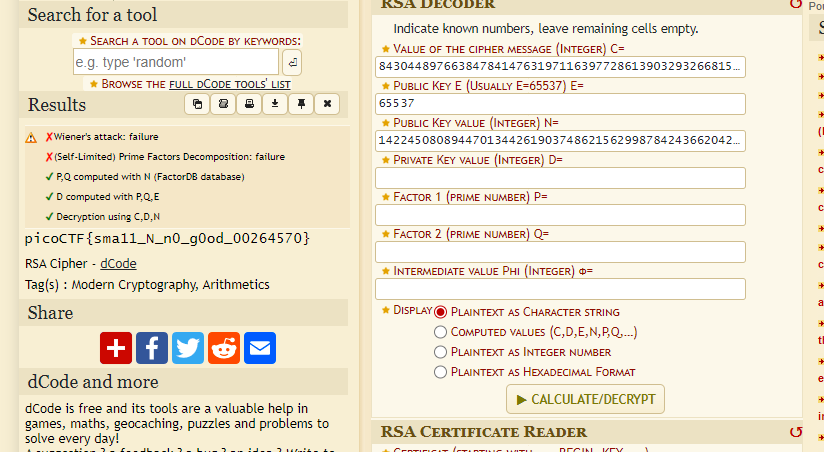 Search for a tool
★ Search a tool on dCode by keywords:
e.g. type 'random'
★ Browse the full dCode tools' list
Results
Wiener's attack: failure
(Self-Limited) Prime Factors Decomposition: failure
P,Q computed with N (FactorDB database)
D computed with P,Q,E
Decryption using C,D,N
picoCTF{sma11_N_n0_g0od_00264570}
RSA Cipher - dCode
Tag(s) : Modern Cryptography, Arithmetics
Share
dCode and more
dCode is free and its tools are a valuable help in
games, maths, geocaching, puzzles and problems to
solve every day!
RSA Decoder
Indicate known numbers, leave remaining cells empty.
★ Value of the cipher message (Integer) C=
8430448976638478414763197116397728613903293266815…
★ Public Key E (Usually E=65537) E=
65537
★ Public Key value (Integer) N=
1422450808944701344261903748621562998784243662042…
★ Private Key value (Integer) D=
★ Factor 1 (prime number) P=
★ Factor 2 (prime number) Q=
★ Intermediate value Phi (Integer) Φ=
★ Display
Plaintext as Character string
Computed values (C,D,E,N,P,Q,...)
Plaintext as Integer number
Plaintext as Hexadecimal Format
▶ CALCULATE/DECRYPT
RSA Certificate Reader